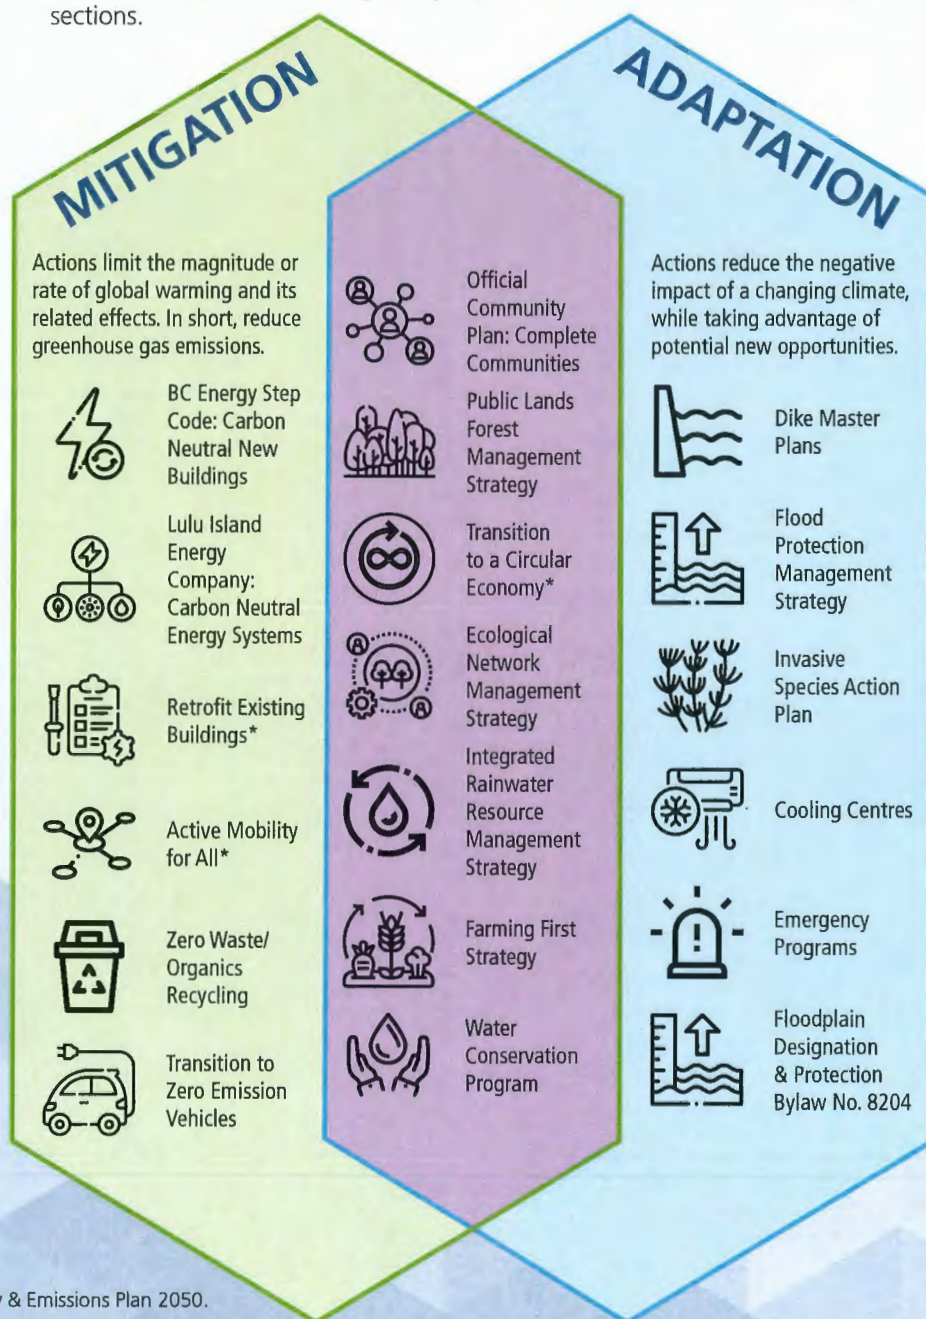 sections.
MITIGATION
Actions limit the magnitude or
rate of global warming and its
related effects. In short, reduce
greenhouse gas emissions.
BC Energy Step
Code: Carbon
Neutral New
Buildings
Lulu Island
Energy
Company:
Carbon Neutral
Energy Systems
Retrofit Existing
Buildings*
Active Mobility
for All*
Zero Waste/
Organics
Recycling
Transition to
Zero Emission
Vehicles
Official
Community
Plan: Complete
Communities
Public Lands
Forest
Management
Strategy
Transition
to a Circular
Economy*
Ecological
Network
Management
Strategy
Integrated
Rainwater
Resource
Management
Strategy
Farming First
Strategy
Water
Conservation
Program
ADAPTATION
Actions reduce the negative
impact of a changing climate,
while taking advantage of
potential new opportunities.
Dike Master
Plans
Flood
Protection
Management
Strategy
Invasive
Species Action
Plan
Cooling Centres
Emergency
Programs
Floodplain
Designation
& Protection
Bylaw No. 8204
& Emissions Plan 2050.